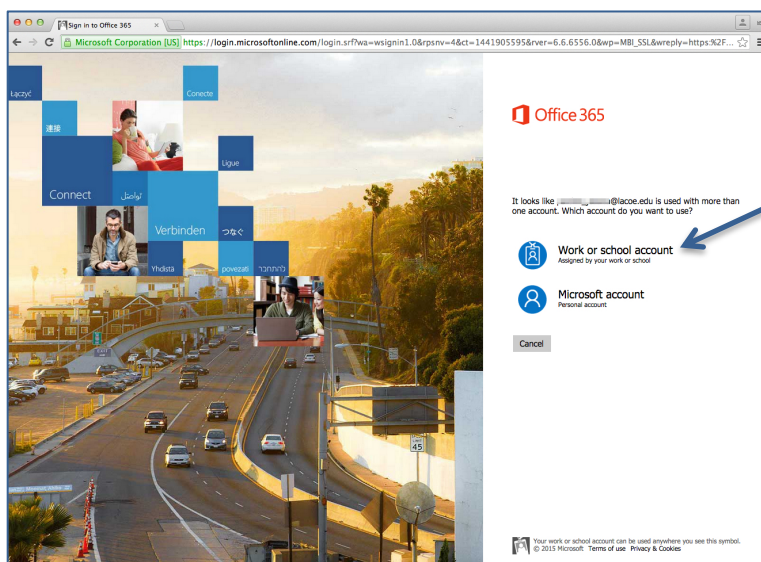 Sign in to Office 365
Microsoft Corporation [US] https://login.microsoftonline.com/login.srf?wa=wsignin1.0&rpsnv=4&ct=1441905595&rver=6.6.6556.0&wp=MBI_SSL&wreply=https:%2F...
Łączyć
Conecte
連接
Ligue
Connect
تواصل
Verbinden
つなぐ
Yhdistä
povezati
להתחבר
45
Office 365
It looks like @lacoe.edu is used with more than
one account. Which account do you want to use?
Work or school account
Assigned by your work or school
Microsoft account
Personal account
Cancel
Your work or school account can be used anywhere you see this symbol.
© 2015 Microsoft Terms of use Privacy & Cookies